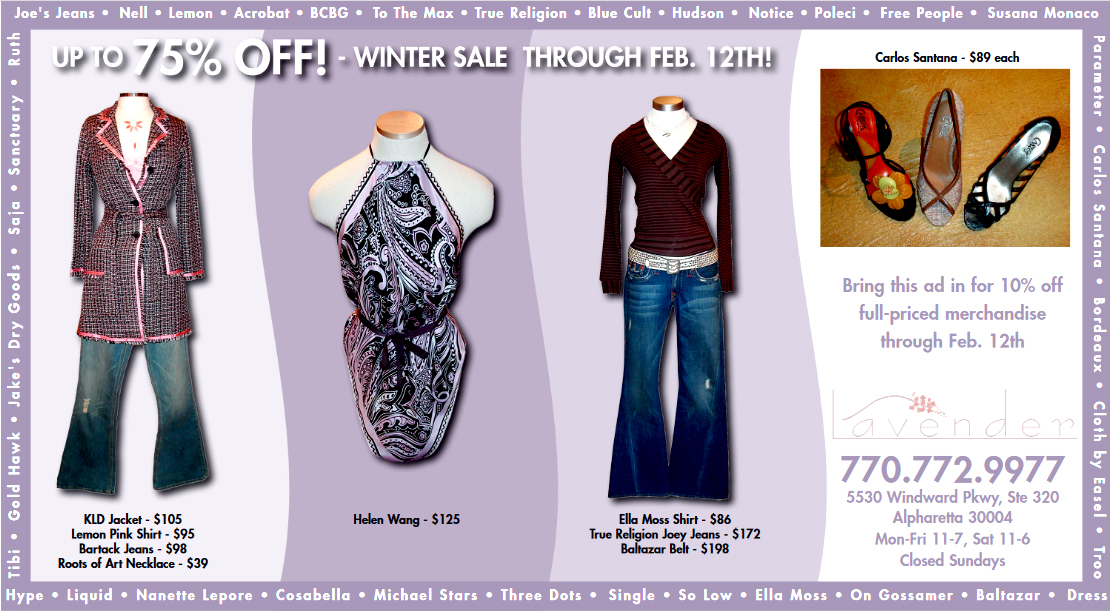 Joe's Jeans • Nell • Lemon • Acrobat • BCBG • To The Max • True Religion • Blue Cult • Hudson • Notice • Poleci • Free People • Susana Monaco
UP TO 75% OFF! - WINTER SALE THROUGH FEB. 12TH!
Carlos Santana - $89 each
Bring this ad in for 10% off
full-priced merchandise
through Feb. 12th
Lavender
770.772.9977
5530 Windward Pkwy, Ste 320
Alpharetta 30004
Mon-Fri 11-7, Sat 11-6
Closed Sundays
KLD Jacket - $105
Lemon Pink Shirt - $95
Bartack Jeans - $98
Roots of Art Necklace - $39
Helen Wang - $125
Ella Moss Shirt - $86
True Religion Joey Jeans - $172
Baltazar Belt - $198
Tibi • Gold Hawk • Jake's Dry Goods • Saja • Sanctuary • Ruth
Parameter • Carlos Santana • Bordeaux • Cloth by Easel • Troo
Hype • Liquid • Nanette Lepore • Cosabella • Michael Stars • Three Dots • Single • So Low • Ella Moss • On Gossamer • Baltazar • Dress